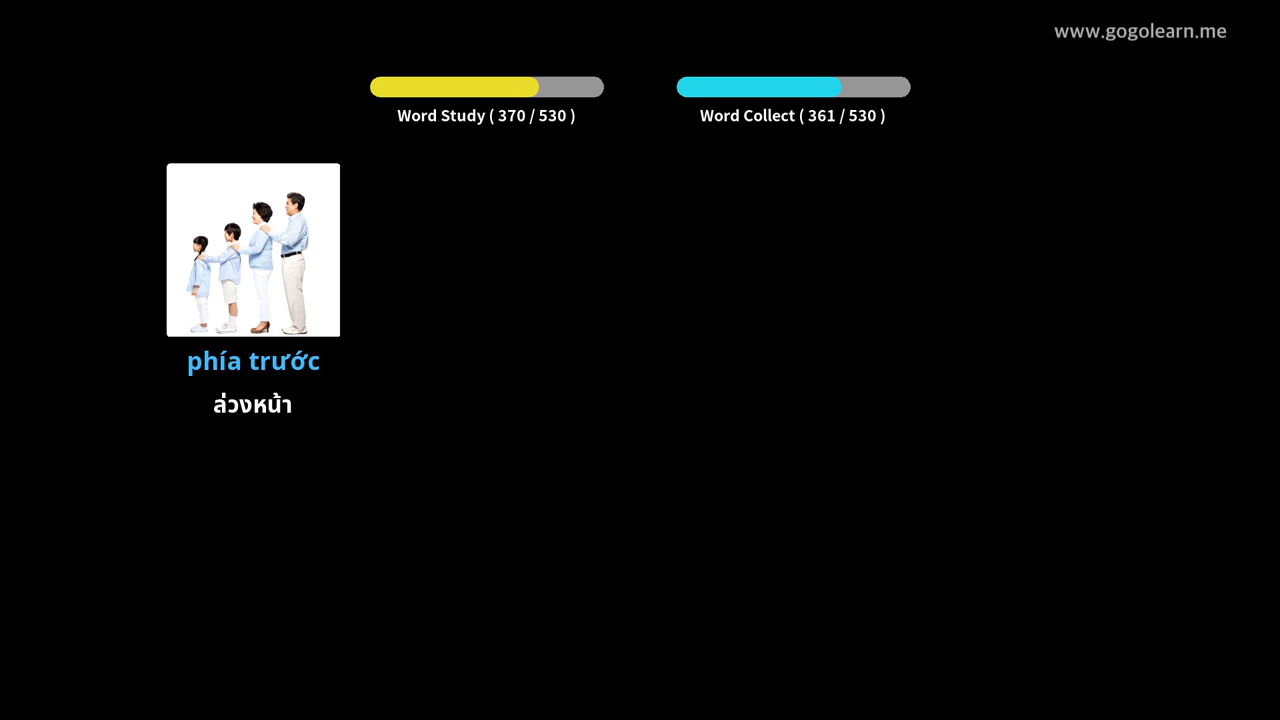 www.gogolearn.me
Word Study ( 370 / 530 )
Word Collect ( 361 / 530 )
phía trước
ล่วงหน้า